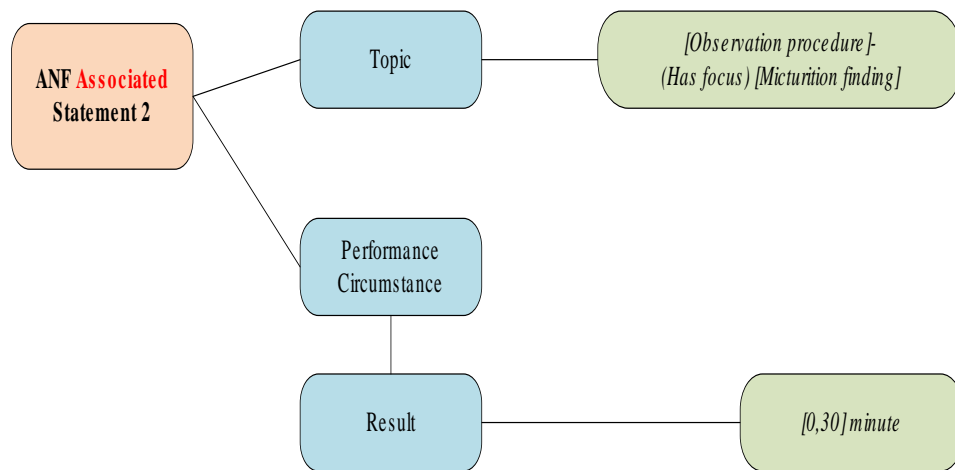 ANF Associated
Statement 2
Topic
[Observation procedure]-
(Has focus) [Micturition finding]
Performance
Circumstance
Result
[0,30] minute